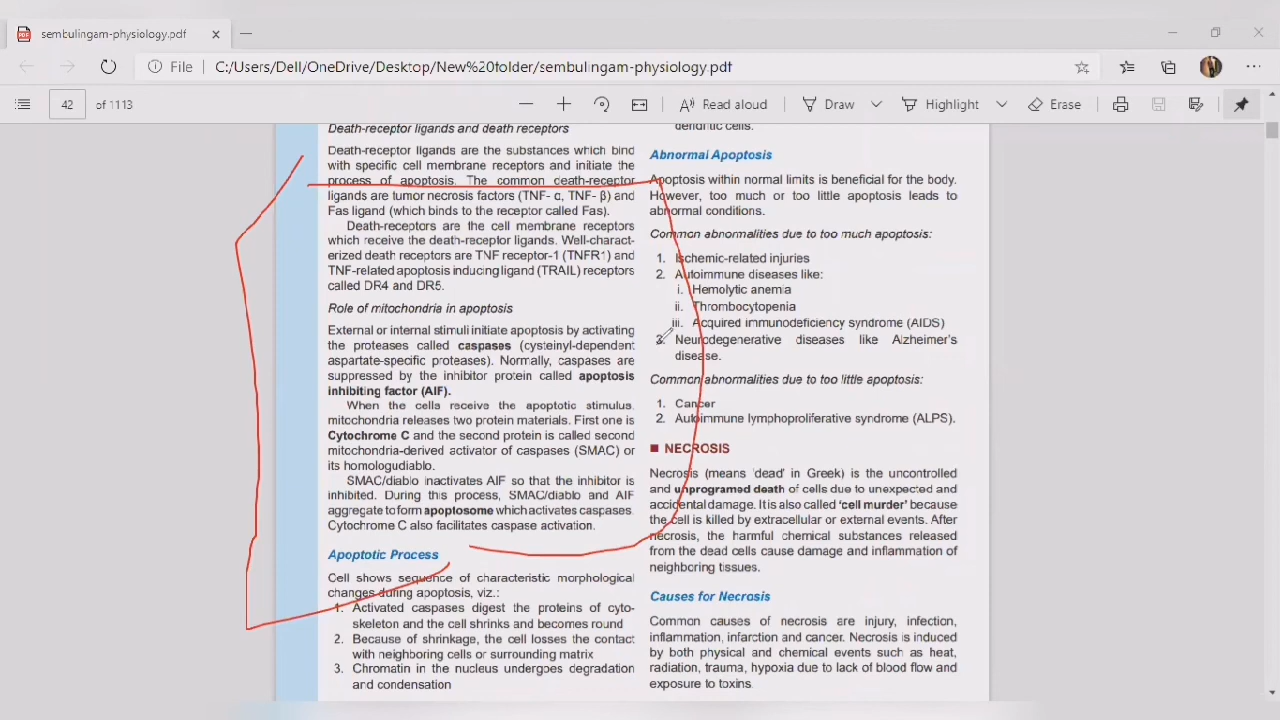 sembulingam-physiology.pdf
File
C:/Users/Dell/OneDrive/Desktop/New%20folder/sembulingam-physiology.pdf
42 of 1113
Read aloud
Draw
Highlight
Erase
Death-receptor ligands and death receptors
Death-receptor ligands are the substances which bind
with specific cell membrane receptors and initiate the
process of apoptosis. The common death-receptor
ligands are tumor necrosis factors (TNF- α, TNF- β) and
Fas ligand (which binds to the receptor called Fas).
Death-receptors are the cell membrane receptors
which receive the death-receptor ligands. Well-charact-
erized death receptors are TNF receptor-1 (TNFR1) and
TNF-related apoptosis inducing ligand (TRAIL) receptors
called DR4 and DR5.
Role of mitochondria in apoptosis
External or internal stimuli initiate apoptosis by activating
the proteases called caspases (cysteinyl-dependent
aspartate-specific proteases). Normally, caspases are
suppressed by the inhibitor protein called apoptosis
inhibiting factor (AIF).
When the cells receive the apoptotic stimulus,
mitochondria releases two protein materials. First one is
Cytochrome C and the second protein is called second
mitochondria-derived activator of caspases (SMAC) or
its homologudiablo.
SMAC/diablo inactivates AIF so that the inhibitor is
inhibited. During this process, SMAC/diablo and AIF
aggregate to form apoptosome which activates caspases.
Cytochrome C also facilitates caspase activation.
Apoptotic Process
Cell shows sequence of characteristic morphological
changes during apoptosis, viz.:
1. Activated caspases digest the proteins of cyto-
skeleton and the cell shrinks and becomes round
2. Because of shrinkage, the cell losses the contact
with neighboring cells or surrounding matrix
3. Chromatin in the nucleus undergoes degradation
and condensation
dendritic cells.
Abnormal Apoptosis
Apoptosis within normal limits is beneficial for the body.
However, too much or too little apoptosis leads to
abnormal conditions.
Common abnormalities due to too much apoptosis:
1. Ischemic-related injuries
2. Autoimmune diseases like:
i. Hemolytic anemia
ii. Thrombocytopenia
iii. Acquired immunodeficiency syndrome (AIDS)
3. Neurodegenerative diseases like Alzheimer's
disease.
Common abnormalities due to too little apoptosis:
1. Cancer
2. Autoimmune lymphoproliferative syndrome (ALPS).
NECROSIS
Necrosis (means 'dead' in Greek) is the uncontrolled
and unprogramed death of cells due to unexpected and
accidental damage. It is also called 'cell murder' because
the cell is killed by extracellular or external events. After
necrosis, the harmful chemical substances released
from the dead cells cause damage and inflammation of
neighboring tissues.
Causes for Necrosis
Common causes of necrosis are injury, infection,
inflammation, infarction and cancer. Necrosis is induced
by both physical and chemical events such as heat,
radiation, trauma, hypoxia due to lack of blood flow and
exposure to toxins.